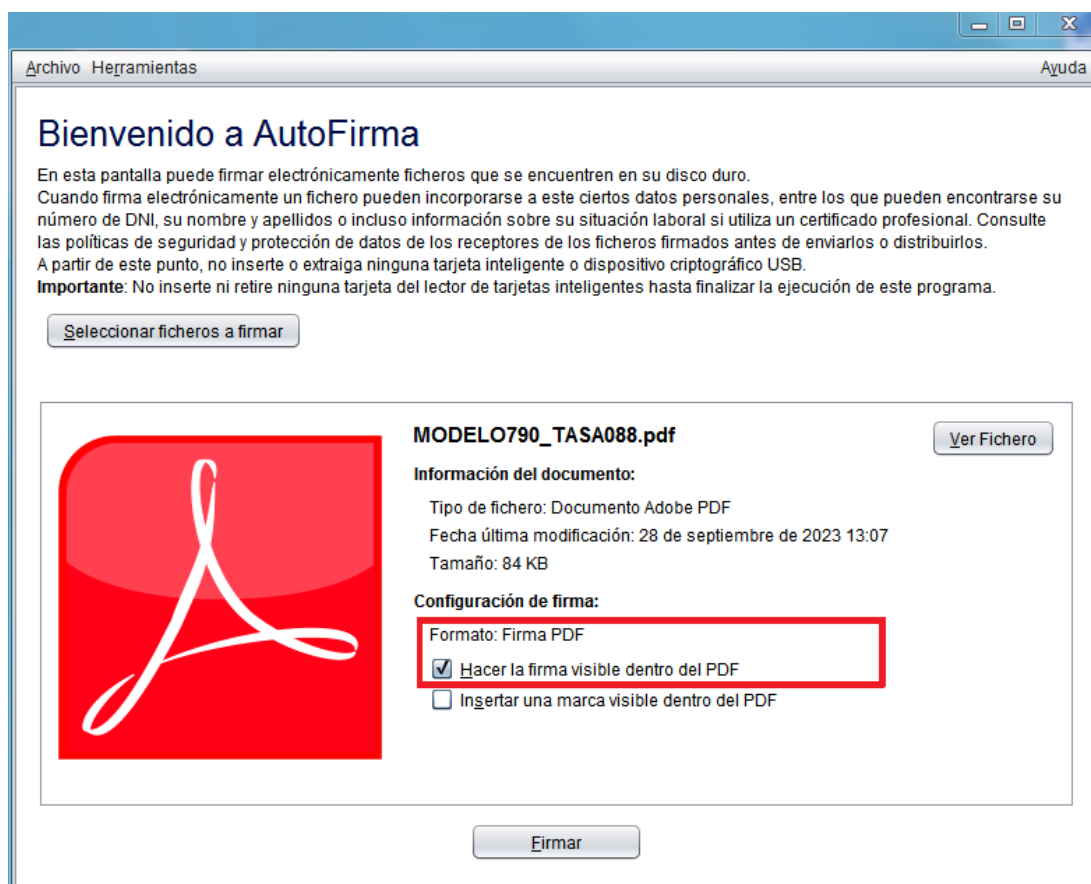 Archivo Herramientas Ayuda
Bienvenido a AutoFirma
En esta pantalla puede firmar electrónicamente ficheros que se encuentren en su disco duro.
Cuando firma electrónicamente un fichero pueden incorporarse a este ciertos datos personales, entre los que pueden encontrarse su
número de DNI, su nombre y apellidos o incluso información sobre su situación laboral si utiliza un certificado profesional. Consulte
las políticas de seguridad y protección de datos de los receptores de los ficheros firmados antes de enviarlos o distribuirlos.
A partir de este punto, no inserte o extraiga ninguna tarjeta inteligente o dispositivo criptográfico USB.
Importante: No inserte ni retire ninguna tarjeta del lector de tarjetas inteligentes hasta finalizar la ejecución de este programa.
Seleccionar ficheros a firmar
MODELO790_TASA088.pdf
Ver Fichero
Información del documento:
Tipo de fichero: Documento Adobe PDF
Fecha última modificación: 28 de septiembre de 2023 13:07
Tamaño: 84 KB
Configuración de firma:
Formato: Firma PDF
Hacer la firma visible dentro del PDF
Insertar una marca visible dentro del PDF
Firmar